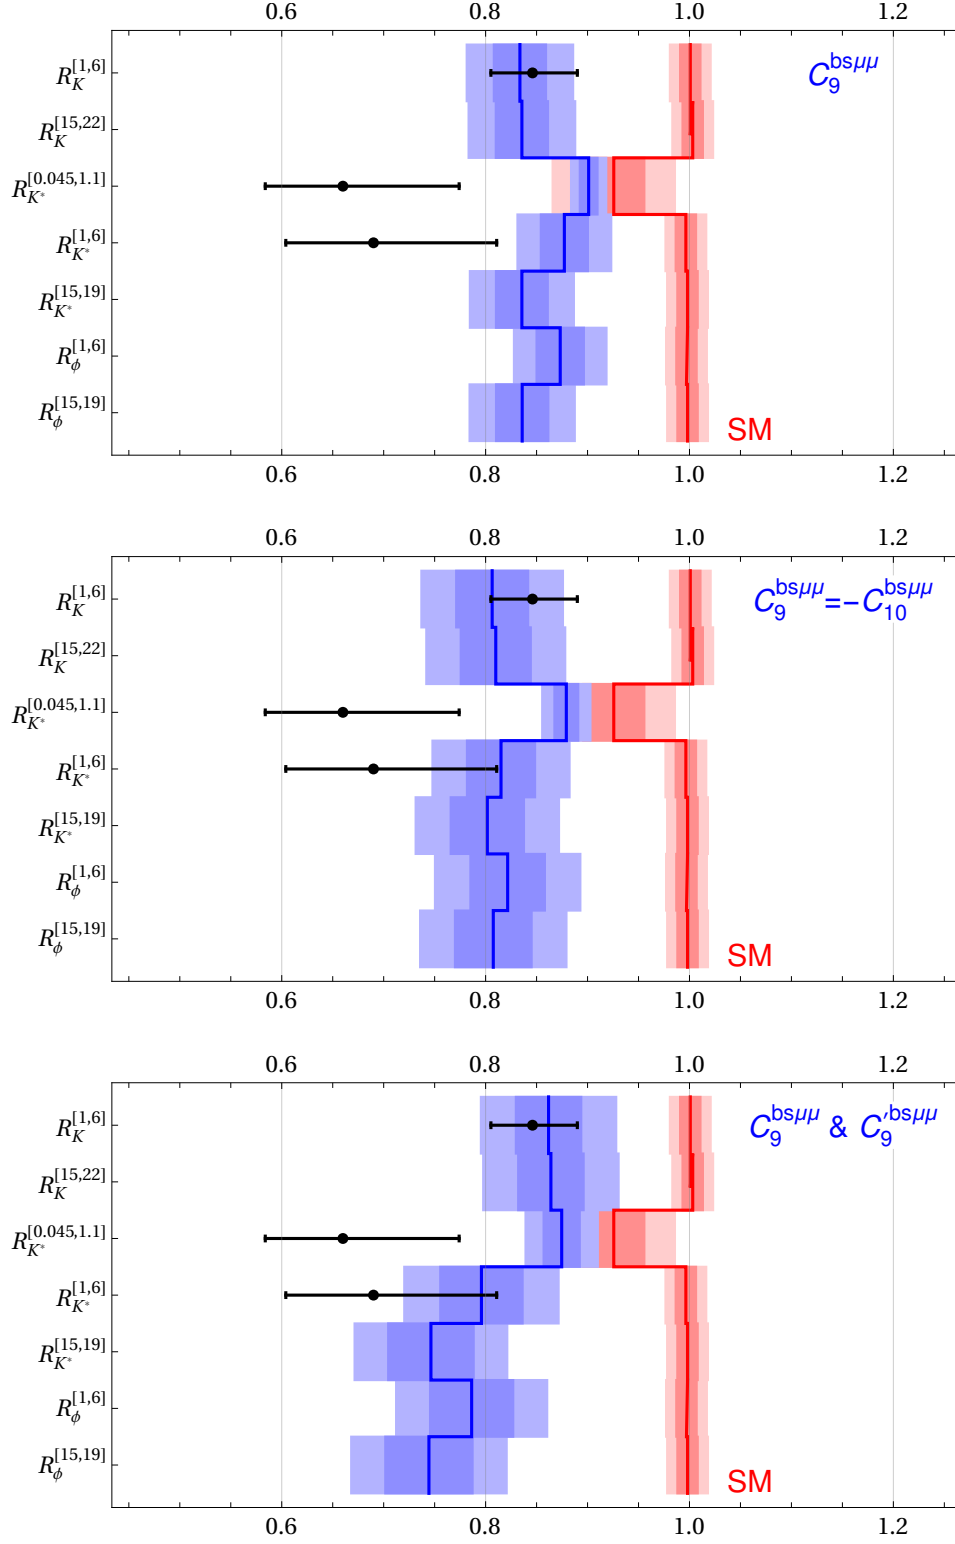 0.6 0.8 1.0 1.2
R_K^[1,6]
C_9^bsμμ
R_K^[15,22]
R_K*^[0.045,1.1]
R_K*^[1,6]
R_K*^[15,19]
R_ϕ^[1,6]
R_ϕ^[15,19]
SM
0.6 0.8 1.0 1.2
0.6 0.8 1.0 1.2
R_K^[1,6]
C_9^bsμμ=−C_10^bsμμ
R_K^[15,22]
R_K*^[0.045,1.1]
R_K*^[1,6]
R_K*^[15,19]
R_ϕ^[1,6]
R_ϕ^[15,19]
SM
0.6 0.8 1.0 1.2
0.6 0.8 1.0 1.2
R_K^[1,6]
C_9^bsμμ & C_9^′bsμμ
R_K^[15,22]
R_K*^[0.045,1.1]
R_K*^[1,6]
R_K*^[15,19]
R_ϕ^[1,6]
R_ϕ^[15,19]
SM
0.6 0.8 1.0 1.2